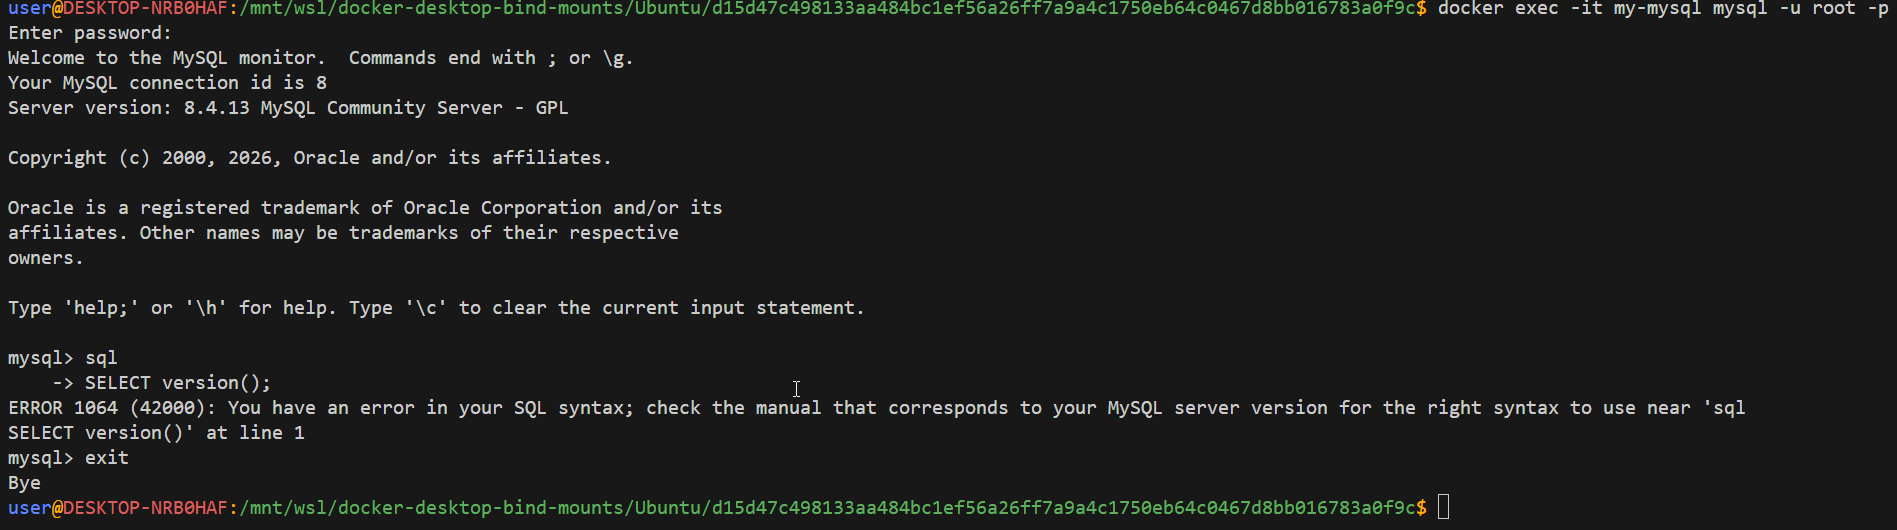 user@DESKTOP-NRB0HAF:/mnt/wsl/docker-desktop-bind-mounts/Ubuntu/d15d47c498133aa484bc1ef56a26ff7a9a4c1750eb64c0467d8bb016783a0f9c$ docker exec -it my-mysql mysql -u root -p
Enter password:
Welcome to the MySQL monitor.  Commands end with ; or \g.
Your MySQL connection id is 8
Server version: 8.4.13 MySQL Community Server - GPL

Copyright (c) 2000, 2026, Oracle and/or its affiliates.

Oracle is a registered trademark of Oracle Corporation and/or its
affiliates. Other names may be trademarks of their respective
owners.

Type 'help;' or '\h' for help. Type '\c' to clear the current input statement.

mysql> sql
    -> SELECT version();
ERROR 1064 (42000): You have an error in your SQL syntax; check the manual that corresponds to your MySQL server version for the right syntax to use near 'sql
SELECT version()' at line 1
mysql> exit
Bye
user@DESKTOP-NRB0HAF:/mnt/wsl/docker-desktop-bind-mounts/Ubuntu/d15d47c498133aa484bc1ef56a26ff7a9a4c1750eb64c0467d8bb016783a0f9c$